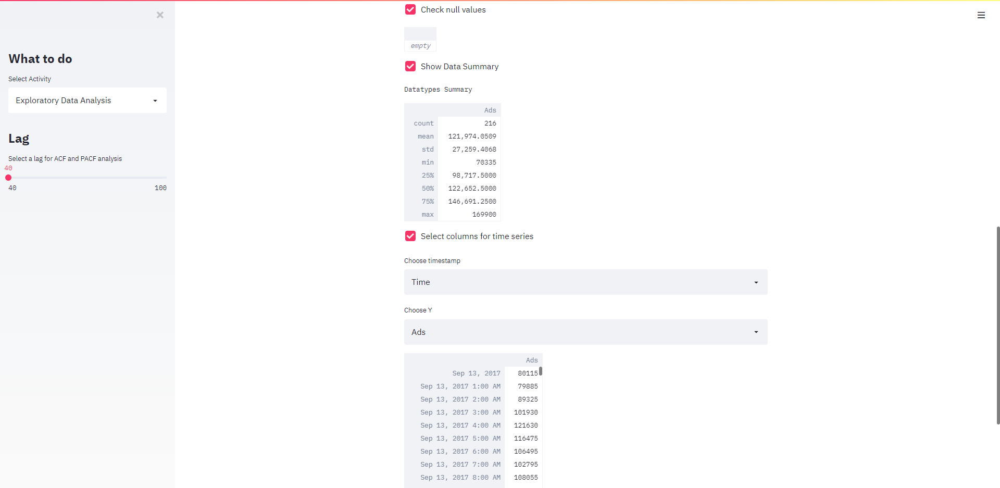 What to do
Select Activity
Exploratory Data Analysis
Lag
Select a lag for ACF and PACF analysis
40
40 100
Check null values
empty
Show Data Summary
Datatypes Summary
Ads
count 216
mean 121,974.0509
std 27,259.4068
min 70335
25% 98,717.5000
50% 122,652.5000
75% 146,691.2500
max 169900
Select columns for time series
Choose timestamp
Time
Choose Y
Ads
Ads
Sep 13, 2017 80115
Sep 13, 2017 1:00 AM 79885
Sep 13, 2017 2:00 AM 89325
Sep 13, 2017 3:00 AM 101930
Sep 13, 2017 4:00 AM 121630
Sep 13, 2017 5:00 AM 116475
Sep 13, 2017 6:00 AM 106495
Sep 13, 2017 7:00 AM 102795
Sep 13, 2017 8:00 AM 108055